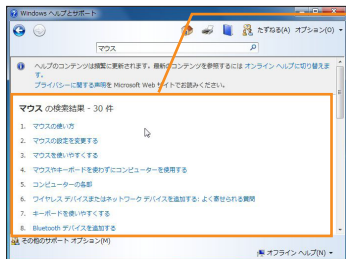 Windows ヘルプとサポート
たずねる(A) オプション(O)
マウス
ヘルプのコンテンツは頻繁に更新されます。最新のコンテンツを参照するには オンライン ヘルプに切り替えます。
プライバシーに関する声明を Microsoft Web サイトでお読みください。
マウス の検索結果 - 30 件
1. マウスの使い方
2. マウスの設定を変更する
3. マウスを使いやすくする
4. マウスやキーボードを使わずにコンピューターを使用する
5. コンピューターの各部
6. ワイヤレス デバイスまたはネットワーク デバイスを追加する: よく寄せられる質問
7. キーボードを使いやすくする
8. Bluetooth デバイスを追加する
その他のサポート オプション(M)
オフライン ヘルプ(N)